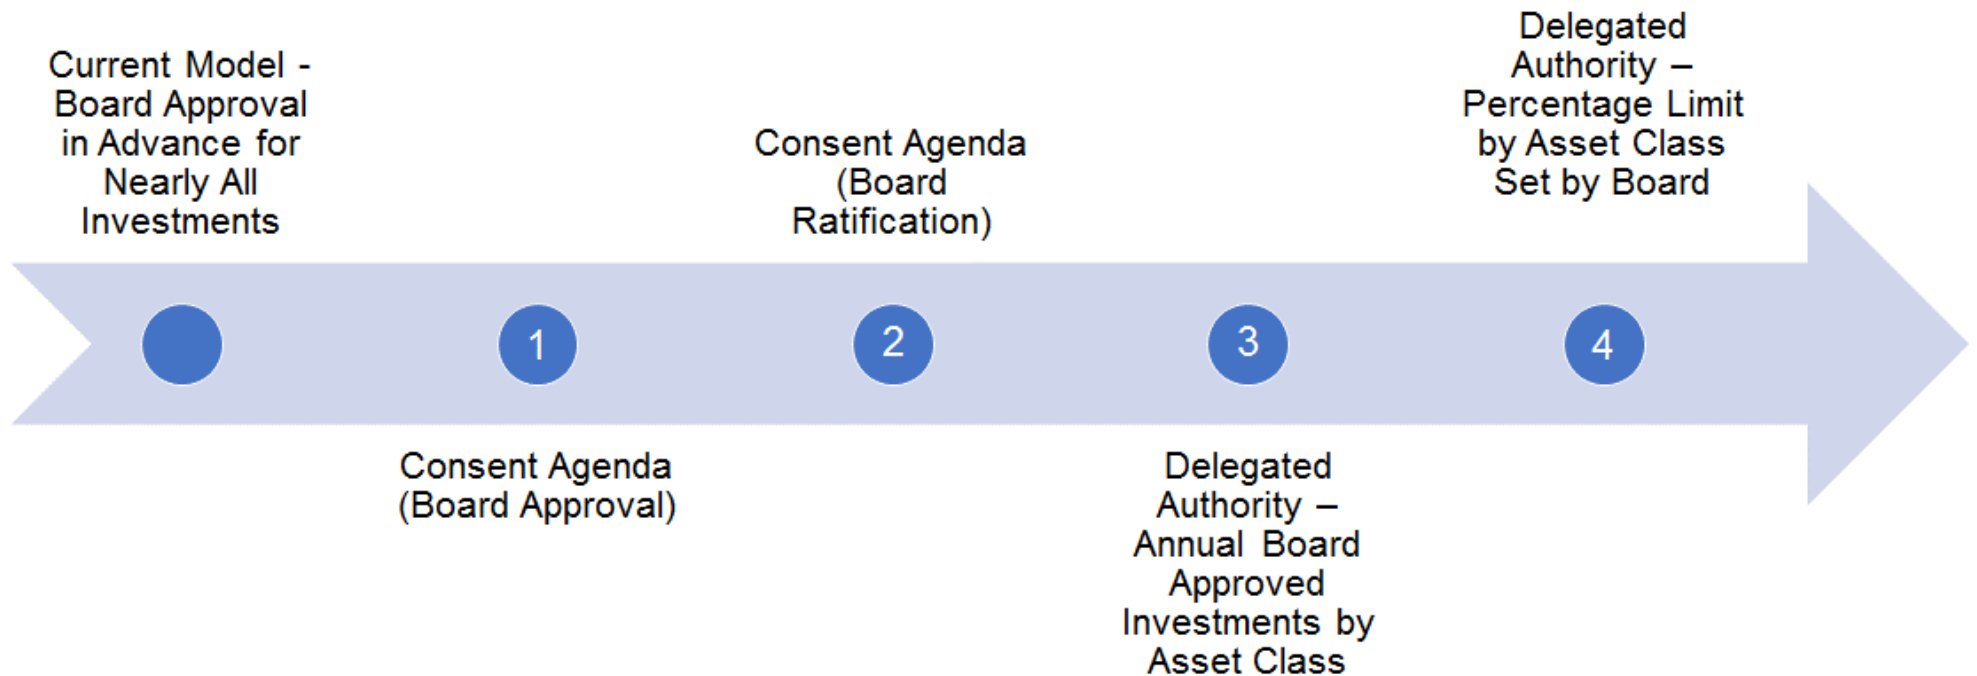 Current Model -
Board Approval
in Advance for
Nearly All
Investments
1
Consent Agenda
(Board Approval)
Consent Agenda
(Board
Ratification)
2
3
Delegated
Authority –
Annual Board
Approved
Investments by
Asset Class
Delegated
Authority –
Percentage Limit
by Asset Class
Set by Board
4